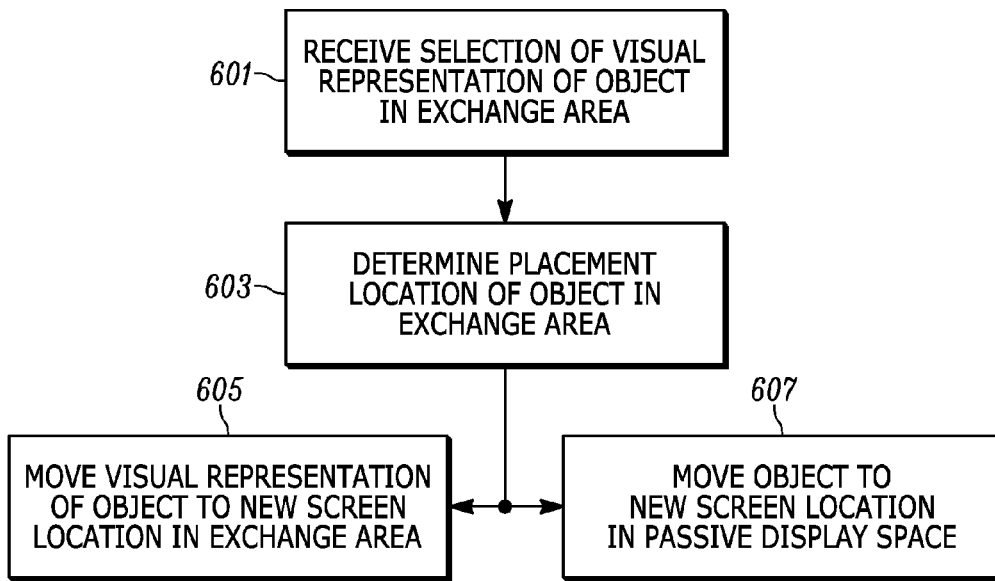 601
RECEIVE SELECTION OF VISUAL
REPRESENTATION OF OBJECT
IN EXCHANGE AREA
603
DETERMINE PLACEMENT
LOCATION OF OBJECT IN
EXCHANGE AREA
605
MOVE VISUAL REPRESENTATION
OF OBJECT TO NEW SCREEN
LOCATION IN EXCHANGE AREA
607
MOVE OBJECT TO
NEW SCREEN LOCATION
IN PASSIVE DISPLAY SPACE